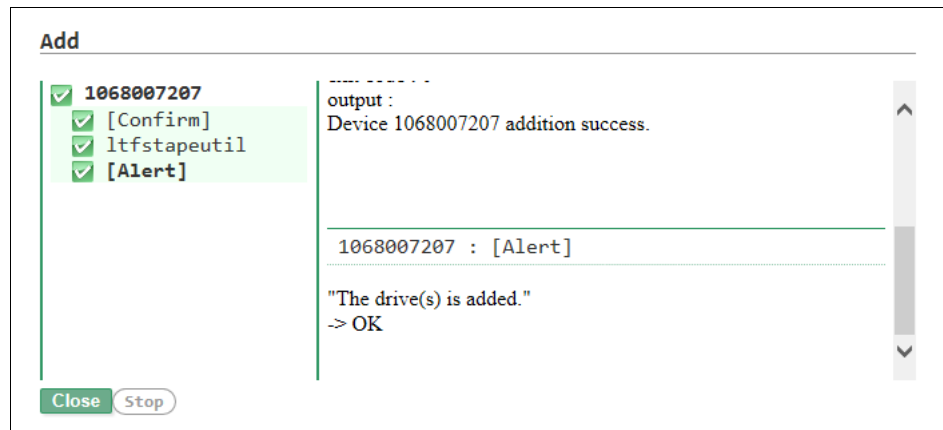 Add
1068007207
[Confirm]
ltfstapeutil
[Alert]
output :
Device 1068007207 addition success.
1068007207 : [Alert]
"The drive(s) is added."
-> OK
Close
Stop